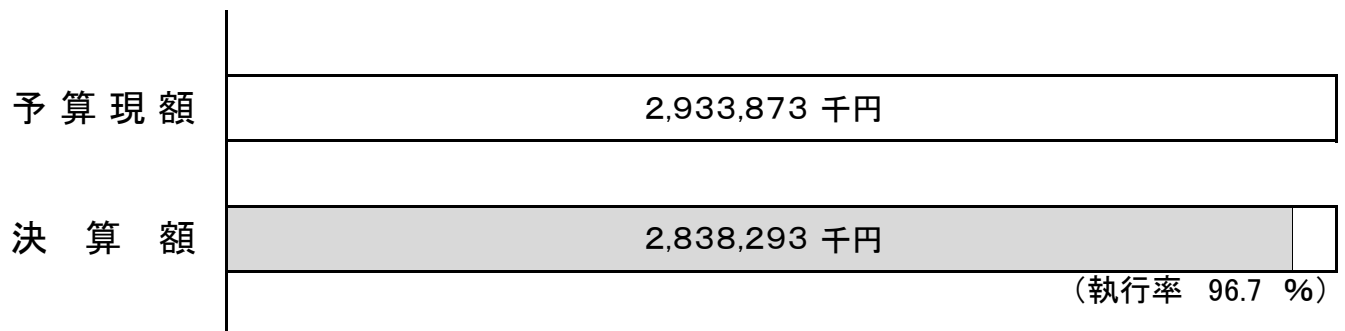 予算現額 2,933,873 千円
決算額 2,838,293 千円
（執行率 96.7 %）